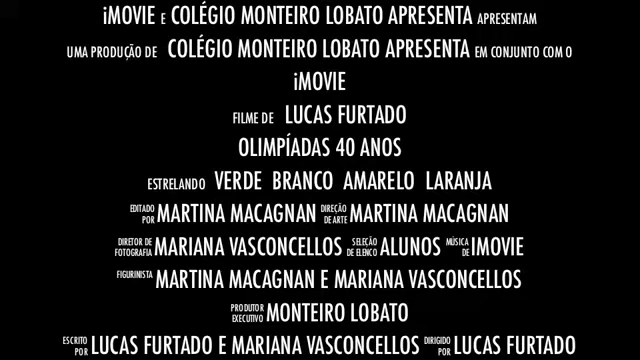 iMOVIE E COLÉGIO MONTEIRO LOBATO APRESENTA APRESENTAM
UMA PRODUÇÃO DE COLÉGIO MONTEIRO LOBATO APRESENTA EM CONJUNTO COM O
iMOVIE
FILME DE LUCAS FURTADO
OLIMPÍADAS 40 ANOS
ESTRELANDO VERDE BRANCO AMARELO LARANJA
EDITADO POR MARTINA MACAGNAN DIREÇÃO DE ARTE MARTINA MACAGNAN
DIRETOR DE FOTOGRAFIA MARIANA VASCONCELLOS SELEÇÃO DE ELENCO ALUNOS MÚSICA DE IMOVIE
FIGURINISTA MARTINA MACAGNAN E MARIANA VASCONCELLOS
PRODUTOR EXECUTIVO MONTEIRO LOBATO
ESCRITO POR LUCAS FURTADO E MARIANA VASCONCELLOS DIRIGIDO POR LUCAS FURTADO